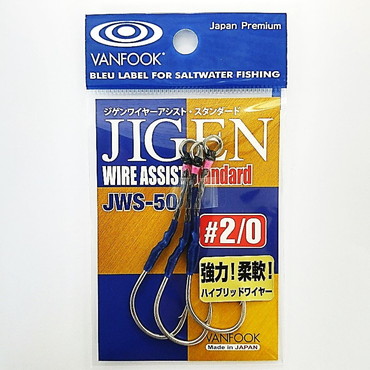 Japan Premium
VANFOOK®
BLEU LABEL FOR SALTWATER FISHING
ジゲンワイヤーアシスト・スタンダード
JIGEN
WIRE ASSIST Standard
JWS-50
#2/0
強力!柔軟!
ハイブリッドワイヤー
VANFOOK
Made in JAPAN